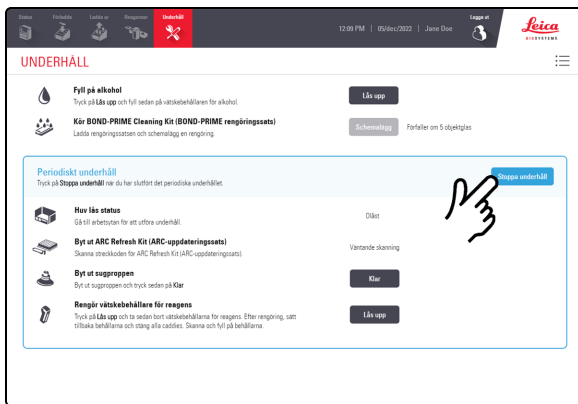 Status Förbedda Ladda ur Reagenser Underhåll
12:09 PM | 05/dec/2022 | Jane Doe
Logga ut
Leica
BIOSYSTEMS
UNDERHÅLL
Fyll på alkohol
Tryck på Lås upp och fyll sedan på vätskebehållaren för alkohol.
Lås upp
Kör BOND-PRIME Cleaning Kit (BOND-PRIME rengöringssats)
Ladda rengöringssatsen och schemalägg en rengöring.
Schemalägg
Förfaller om 5 objektglas
Periodiskt underhåll
Tryck på Stoppa underhåll när du har slutfört det periodiska underhållet.
Stoppa underhåll
Huv lås status
Gå till arbetsytan för att utföra underhåll.
Olåst
Byt ut ARC Refresh Kit (ARC-uppdateringssats)
Skanna streckkoden för ARC Refresh Kit (ARC-uppdateringssats).
Väntande skanning
Byt ut sugproppen
Byt ut sugproppen och tryck sedan på Klar
Klar
Rengör vätskebehållare för reagens
Tryck på Lås upp och ta sedan bort vätskebehållarna för reagens. Efter rengöring, sätt
tillbaka behållarna och stäng alla caddies. Skanna och fyll på behållarna.
Lås upp